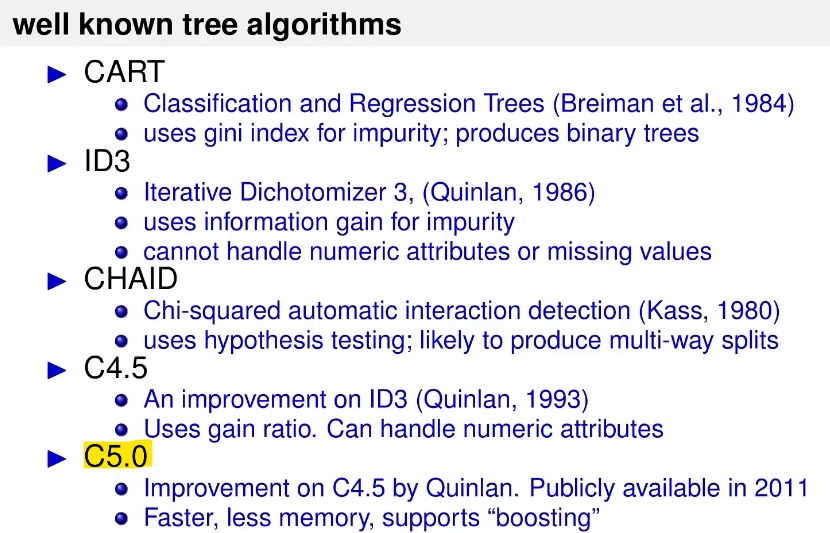 well known tree algorithms
CART
Classification and Regression Trees (Breiman et al., 1984)
uses gini index for impurity; produces binary trees
ID3
Iterative Dichotomizer 3, (Quinlan, 1986)
uses information gain for impurity
cannot handle numeric attributes or missing values
CHAID
Chi-squared automatic interaction detection (Kass, 1980)
uses hypothesis testing; likely to produce multi-way splits
C4.5
An improvement on ID3 (Quinlan, 1993)
Uses gain ratio. Can handle numeric attributes
C5.0
Improvement on C4.5 by Quinlan. Publicly available in 2011
Faster, less memory, supports “boosting”